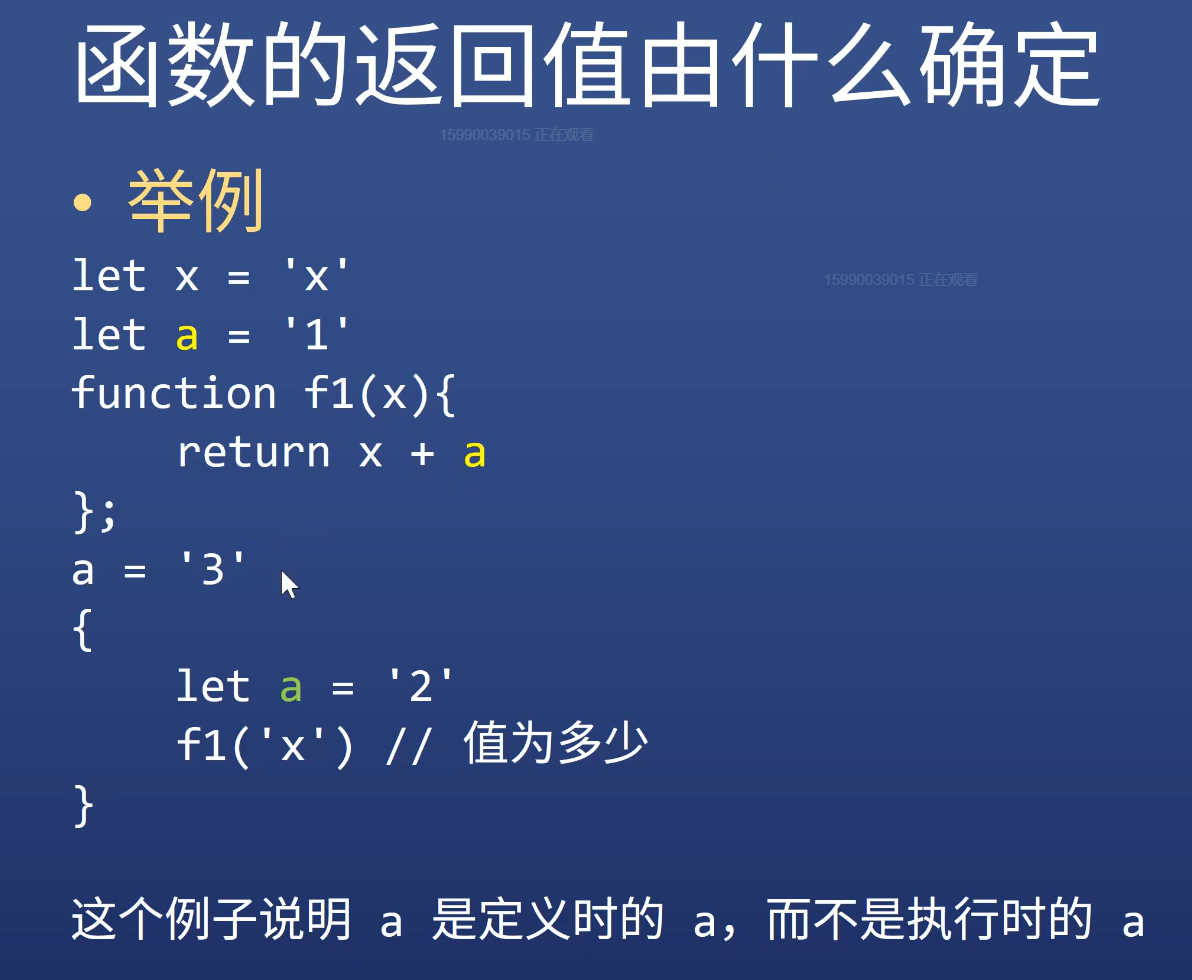 函数的返回值由什么确定
15990039015 正在观看
• 举例
let x = 'x'
15990039015 正在观看
let a = '1'
function f1(x){
    return x + a
};
a = '3'
{
    let a = '2'
    f1('x') // 值为多少
}
这个例子说明 a 是定义时的 a，而不是执行时的 a